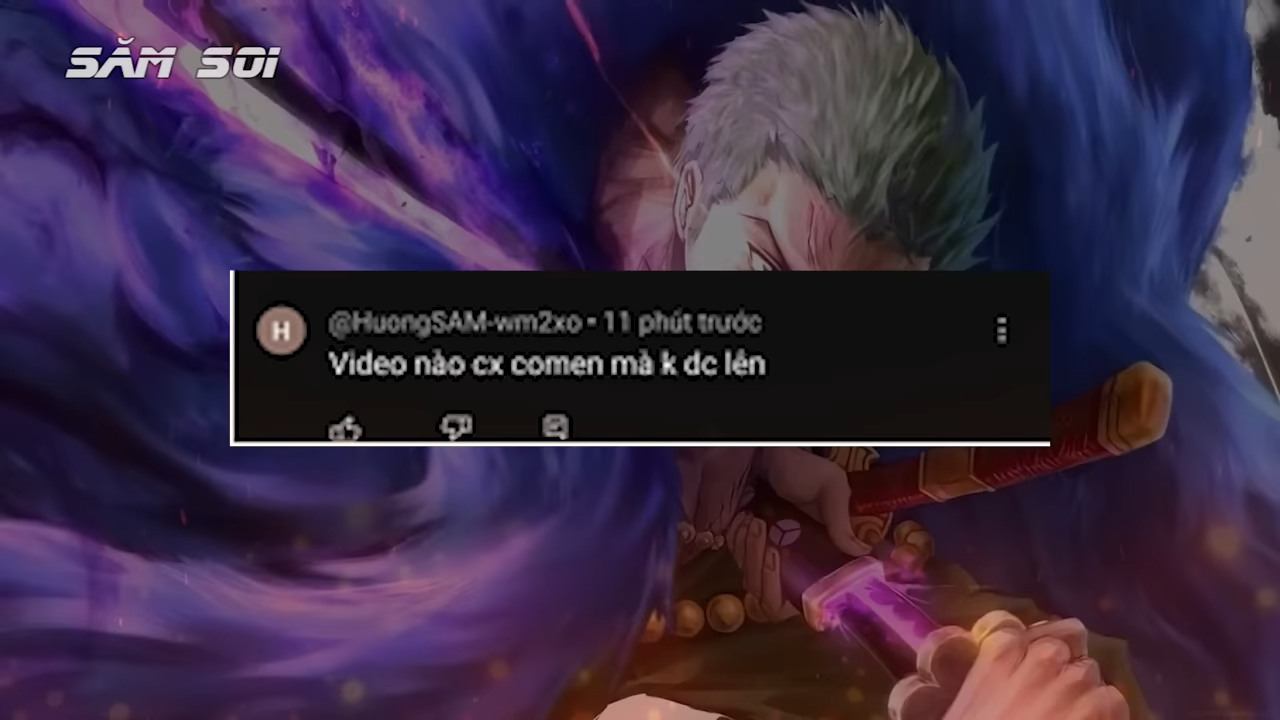 SĂM SOI
H
@HuongSAM-wm2xo • 11 phút trước
Video nào cx comen mà k dc lên